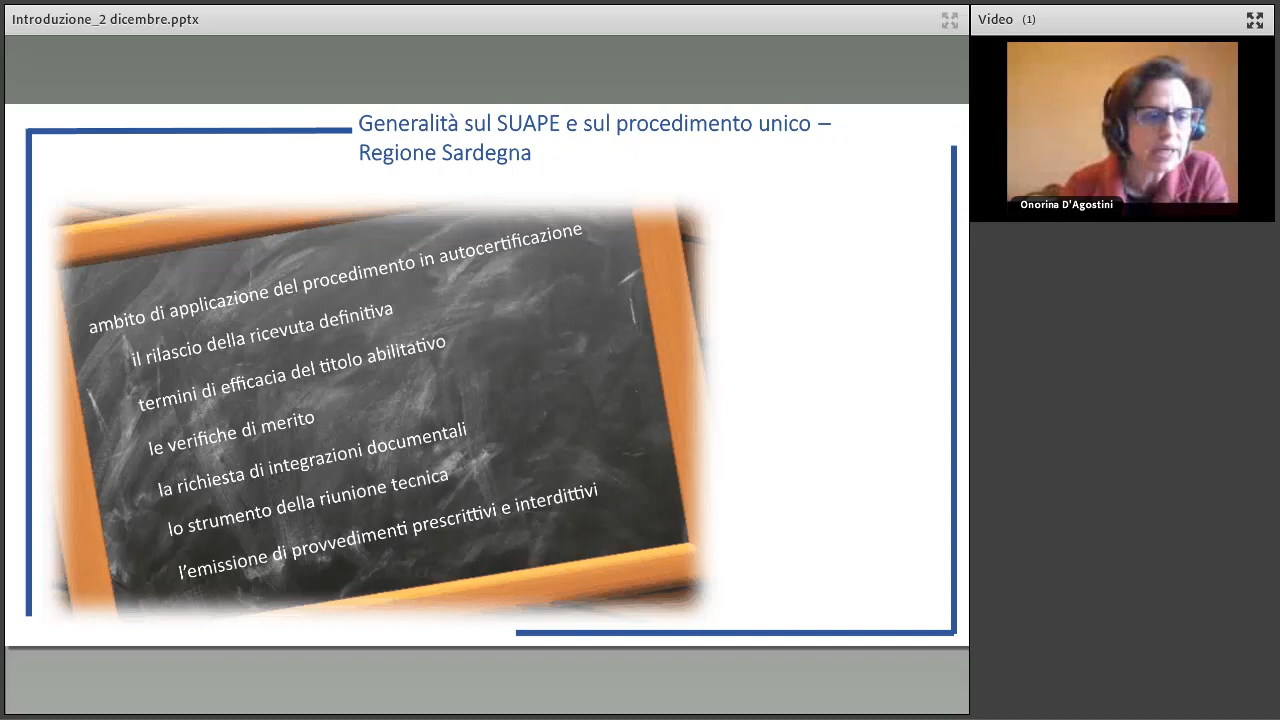 Introduzione_2 dicembre.pptx
Video (1)
Onorina D'Agostini
Generalità sul SUAPE e sul procedimento unico –
Regione Sardegna
ambito di applicazione del procedimento in autocertificazione
il rilascio della ricevuta definitiva
termini di efficacia del titolo abilitativo
le verifiche di merito
la richiesta di integrazioni documentali
lo strumento della riunione tecnica
l'emissione di provvedimenti prescrittivi e interdittivi